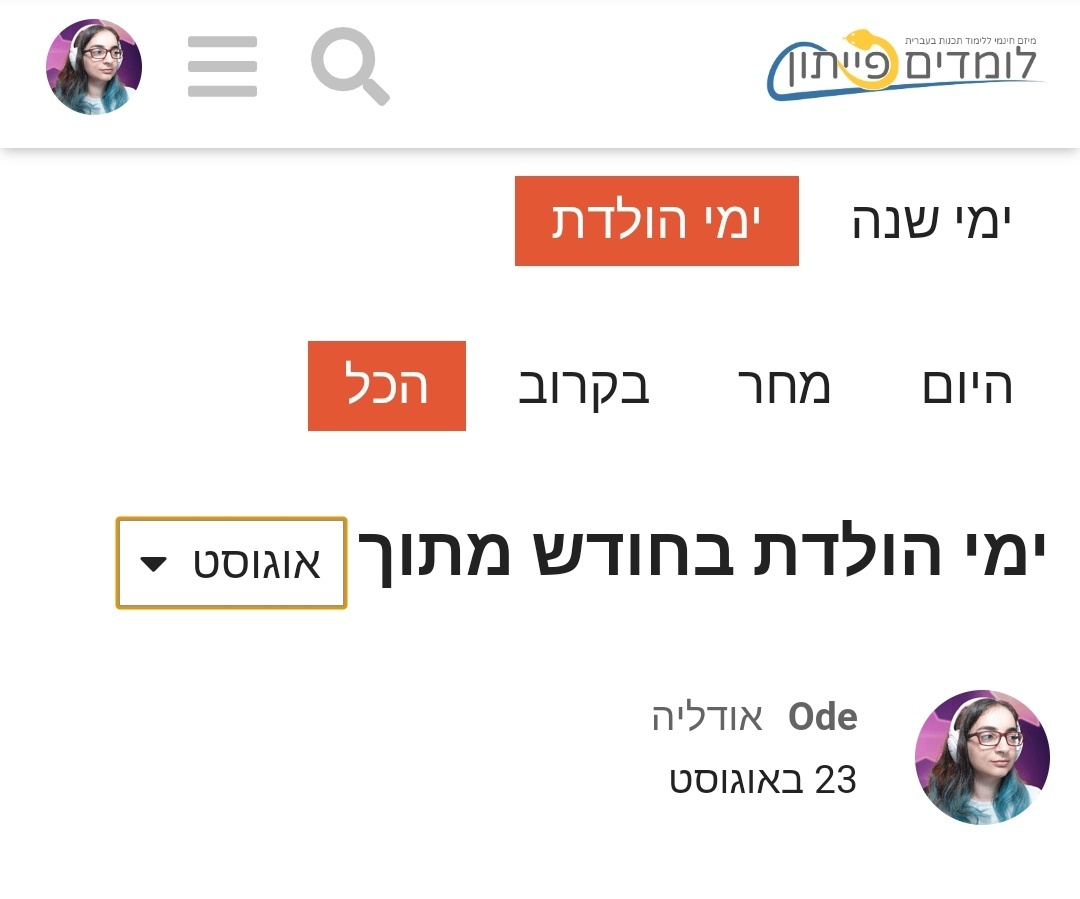 מיזם חינמי ללימוד תכנות בעברית
לומדים פייתון
ימי שנה ימי הולדת
היום מחר בקרוב הכל
ימי הולדת בחודש מתוך אוגוסט
Ode אודליה
23 באוגוסט